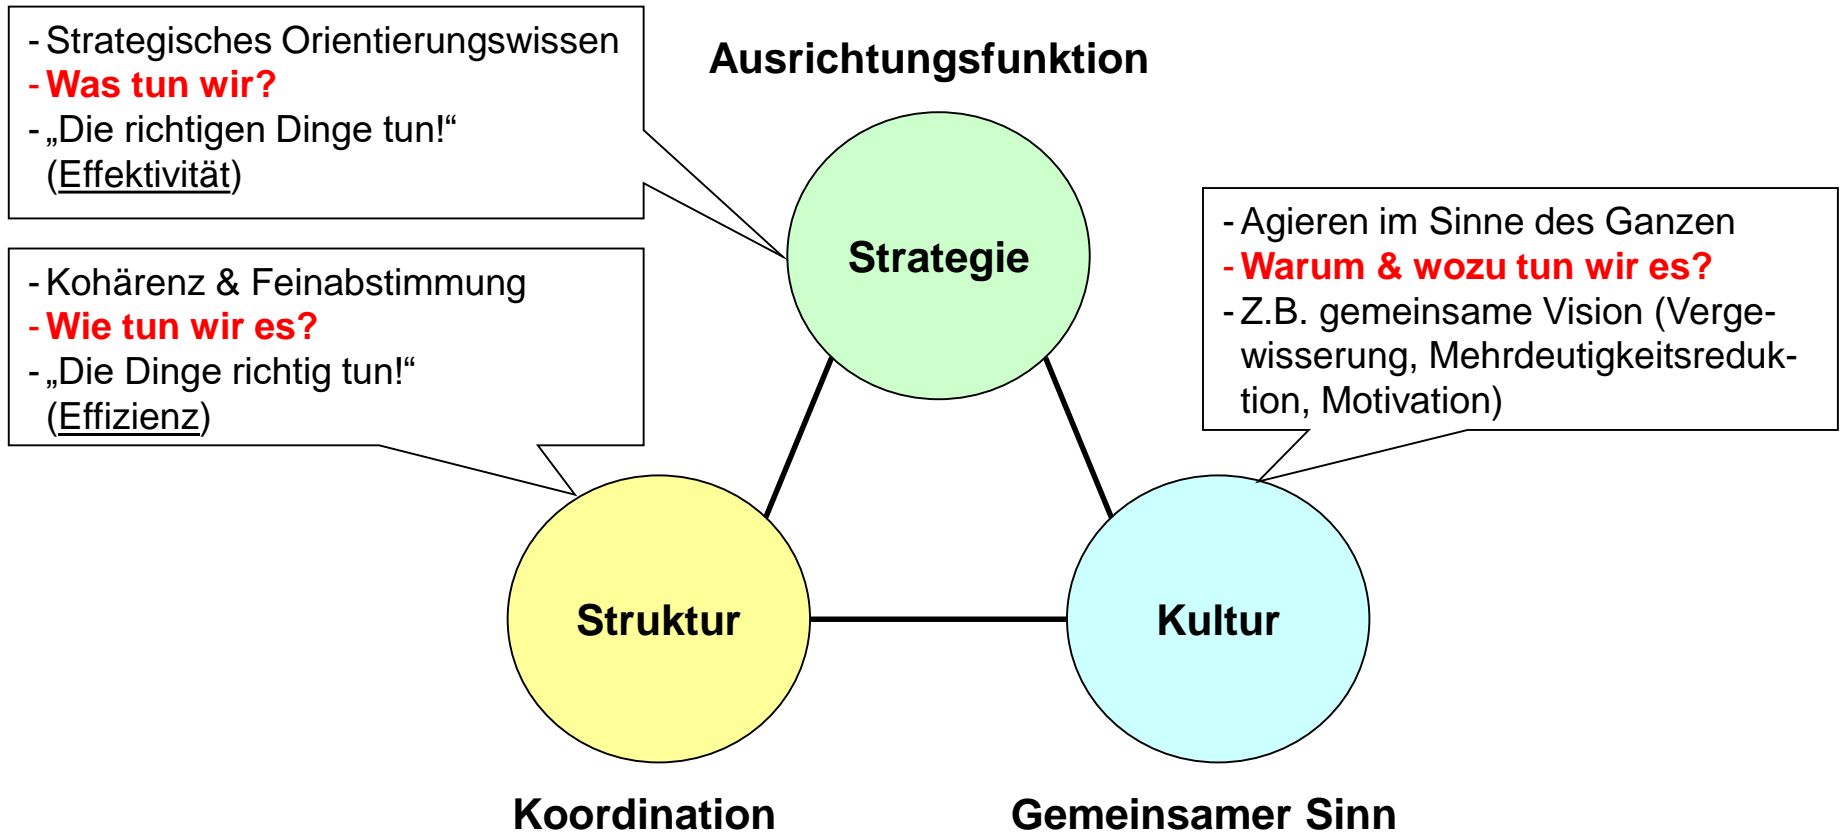 - Strategisches Orientierungswissen
- Was tun wir?
- „Die richtigen Dinge tun!“
(Effektivität)
Ausrichtungsfunktion
Strategie
- Agieren im Sinne des Ganzen
- Warum & wozu tun wir es?
- Z.B. gemeinsame Vision (Verge-
wisserung, Mehrdeutigkeitsreduk-
tion, Motivation)
- Kohärenz & Feinabstimmung
- Wie tun wir es?
- „Die Dinge richtig tun!“
(Effizienz)
Struktur
Kultur
Koordination
Gemeinsamer Sinn